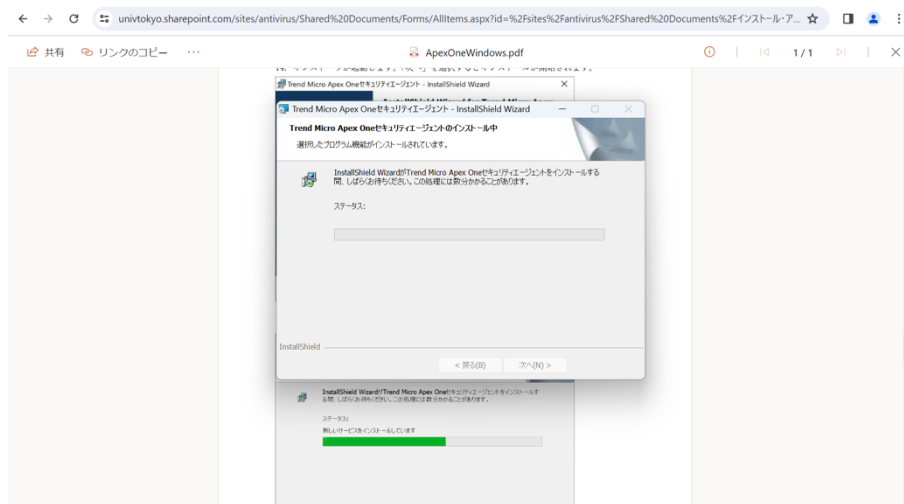 univtokyo.sharepoint.com/sites/antivirus/Shared%20Documents/Forms/AllItems.aspx?id=%2Fsites%2Fantivirus%2FShared%20Documents%2Fインストール・ア...
共有 リンクのコピー ...
ApexOneWindows.pdf
1 / 1
Trend Micro Apex Oneセキュリティエージェント - InstallShield Wizard
Trend Micro Apex Oneセキュリティエージェント - InstallShield Wizard
Trend Micro Apex Oneセキュリティエージェントのインストール中
選択したプログラム機能がインストールされています。
InstallShield WizardがTrend Micro Apex Oneセキュリティエージェントをインストールする
間、しばらくお待ちください。この処理には数分かかることがあります。
ステータス:
InstallShield
< 戻る(B) 次へ(N) >
InstallShield WizardがTrend Micro Apex Oneセキュリティエージェントをインストールす
る間、しばらくお待ちください。この処理には数分かかることがあります。
ステータス:
新しいサービスをインストールしています